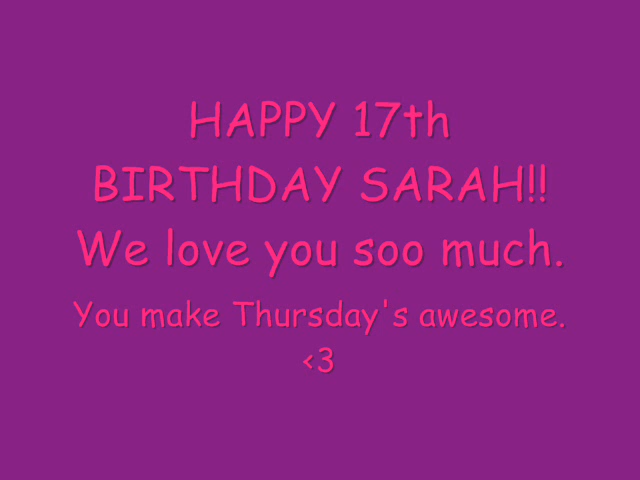 HAPPY 17th
BIRTHDAY SARAH!!
We love you soo much.
You make Thursday's awesome.
<3